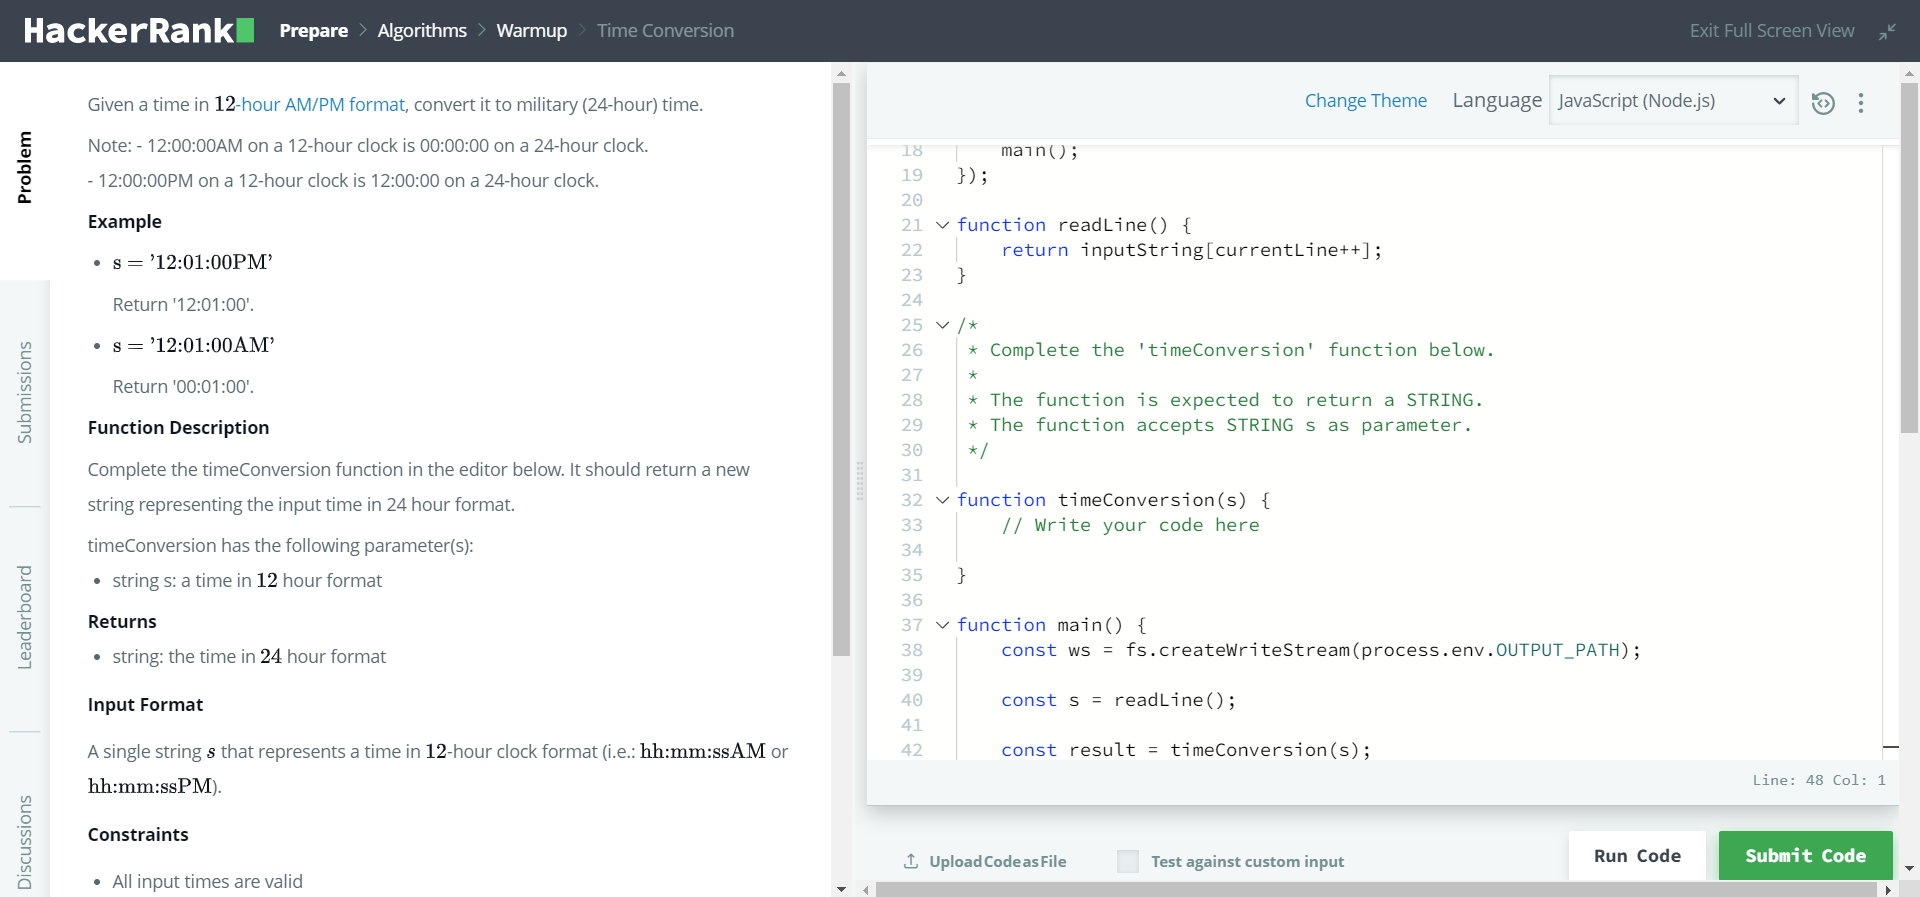 HackerRank Prepare > Algorithms > Warmup > Time Conversion
Exit Full Screen View
Problem
Submissions
Leaderboard
Discussions
Given a time in 12-hour AM/PM format, convert it to military (24-hour) time.
Note: - 12:00:00AM on a 12-hour clock is 00:00:00 on a 24-hour clock.
- 12:00:00PM on a 12-hour clock is 12:00:00 on a 24-hour clock.
Example
• s = ’12:01:00PM’
Return '12:01:00'.
• s = ’12:01:00AM’
Return '00:01:00'.
Function Description
Complete the timeConversion function in the editor below. It should return a new
string representing the input time in 24 hour format.
timeConversion has the following parameter(s):
• string s: a time in 12 hour format
Returns
• string: the time in 24 hour format
Input Format
A single string s that represents a time in 12-hour clock format (i.e.: hh:mm:ssAM or
hh:mm:ssPM).
Constraints
• All input times are valid
Change Theme Language JavaScript (Node.js)
18 main();
19 });
20
21 function readLine() {
22 return inputString[currentLine++];
23 }
24
25 /*
26 * Complete the 'timeConversion' function below.
27 *
28 * The function is expected to return a STRING.
29 * The function accepts STRING s as parameter.
30 */
31
32 function timeConversion(s) {
33 // Write your code here
34
35 }
36
37 function main() {
38 const ws = fs.createWriteStream(process.env.OUTPUT_PATH);
39
40 const s = readLine();
41
42 const result = timeConversion(s);
Line: 48 Col: 1
Upload Code as File
Test against custom input
Run Code
Submit Code